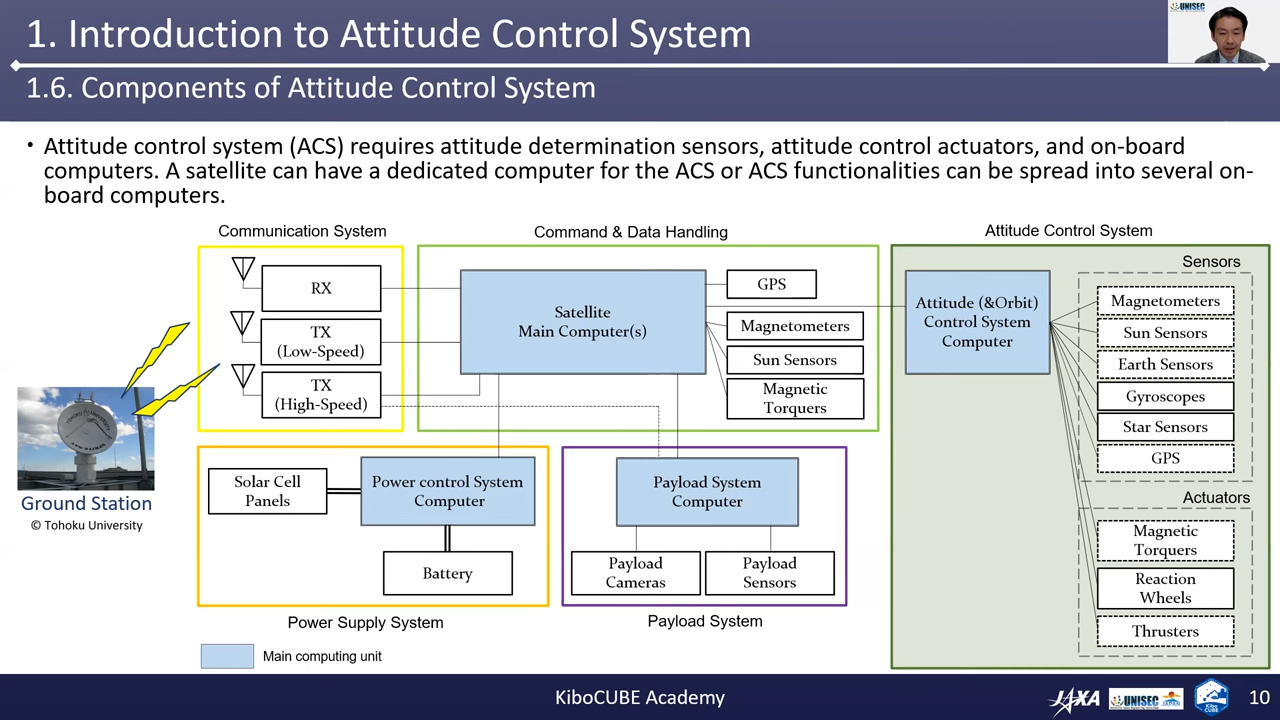 1. Introduction to Attitude Control System
UNISEC
1.6. Components of Attitude Control System
• Attitude control system (ACS) requires attitude determination sensors, attitude control actuators, and on-board
computers. A satellite can have a dedicated computer for the ACS or ACS functionalities can be spread into several on-
board computers.
Communication System
RX
TX
(Low-Speed)
TX
(High-Speed)
Command & Data Handling
Satellite
Main Computer(s)
GPS
Magnetometers
Sun Sensors
Magnetic
Torquers
Attitude Control System
Attitude (&Orbit)
Control System
Computer
Sensors
Magnetometers
Sun Sensors
Earth Sensors
Gyroscopes
Star Sensors
GPS
Actuators
Magnetic
Torquers
Reaction
Wheels
Thrusters
TOHOKU UNIVERSITY
Ground Station
© Tohoku University
Solar Cell
Panels
Power control System
Computer
Battery
Power Supply System
Payload System
Computer
Payload
Cameras
Payload
Sensors
Payload System
Main computing unit
KiboCUBE Academy
JAXA
UNISEC
JAPAN
Kibo
CUBE
10